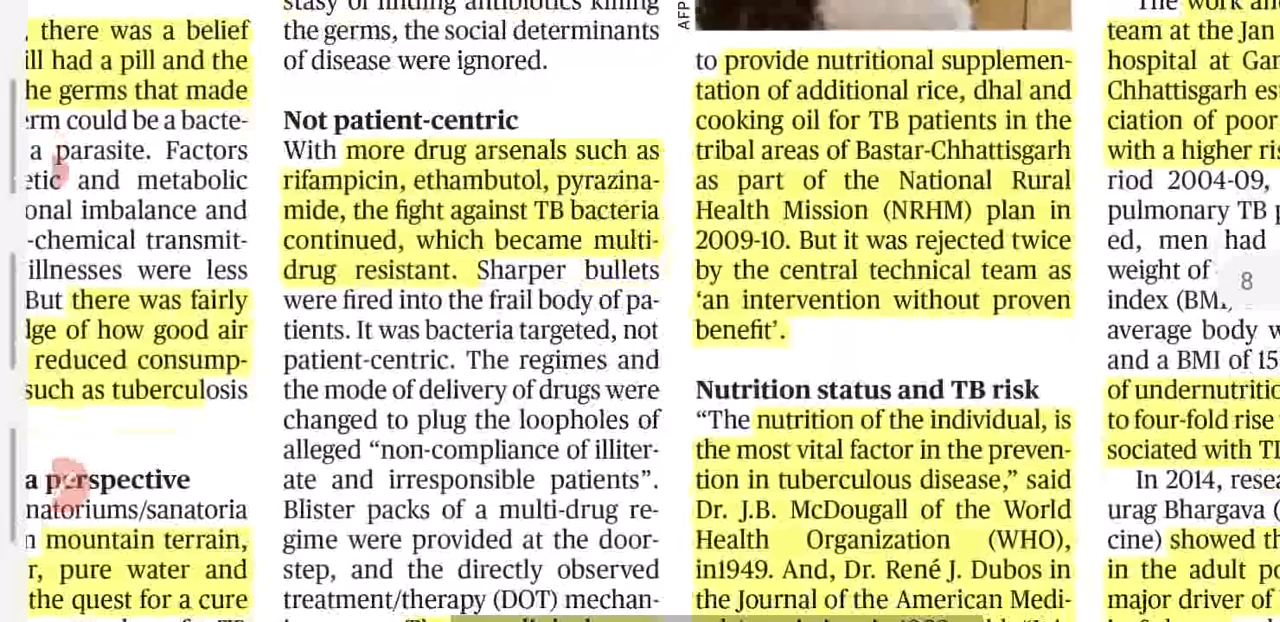 , there was a belief
ill had a pill and the
he germs that made
rm could be a bacte-
a parasite. Factors
etic and metabolic
onal imbalance and
-chemical transmit-
illnesses were less
But there was fairly
lge of how good air
reduced consump-
such as tuberculosis
a perspective
natoriums/sanatoria
n mountain terrain,
r, pure water and
the quest for a cure
stasy of finding antibiotics killing
the germs, the social determinants
of disease were ignored.
Not patient-centric
With more drug arsenals such as
rifampicin, ethambutol, pyrazina-
mide, the fight against TB bacteria
continued, which became multi-
drug resistant. Sharper bullets
were fired into the frail body of pa-
tients. It was bacteria targeted, not
patient-centric. The regimes and
the mode of delivery of drugs were
changed to plug the loopholes of
alleged “non-compliance of illiter-
ate and irresponsible patients”.
Blister packs of a multi-drug re-
gime were provided at the door-
step, and the directly observed
treatment/therapy (DOT) mechan-
AFP
to provide nutritional supplemen-
tation of additional rice, dhal and
cooking oil for TB patients in the
tribal areas of Bastar-Chhattisgarh
as part of the National Rural
Health Mission (NRHM) plan in
2009-10. But it was rejected twice
by the central technical team as
‘an intervention without proven
benefit’.
Nutrition status and TB risk
“The nutrition of the individual, is
the most vital factor in the preven-
tion in tuberculous disease,” said
Dr. J.B. McDougall of the World
Health Organization (WHO),
in1949. And, Dr. René J. Dubos in
the Journal of the American Medi-
The work an
team at the Jan
hospital at Gan
Chhattisgarh es
ciation of poor
with a higher ris
riod 2004-09,
pulmonary TB p
ed, men had
weight of
index (BM
average body w
and a BMI of 15
of undernutritio
to four-fold rise
sociated with TB
In 2014, resea
urag Bhargava (
cine) showed th
in the adult po
major driver of
8